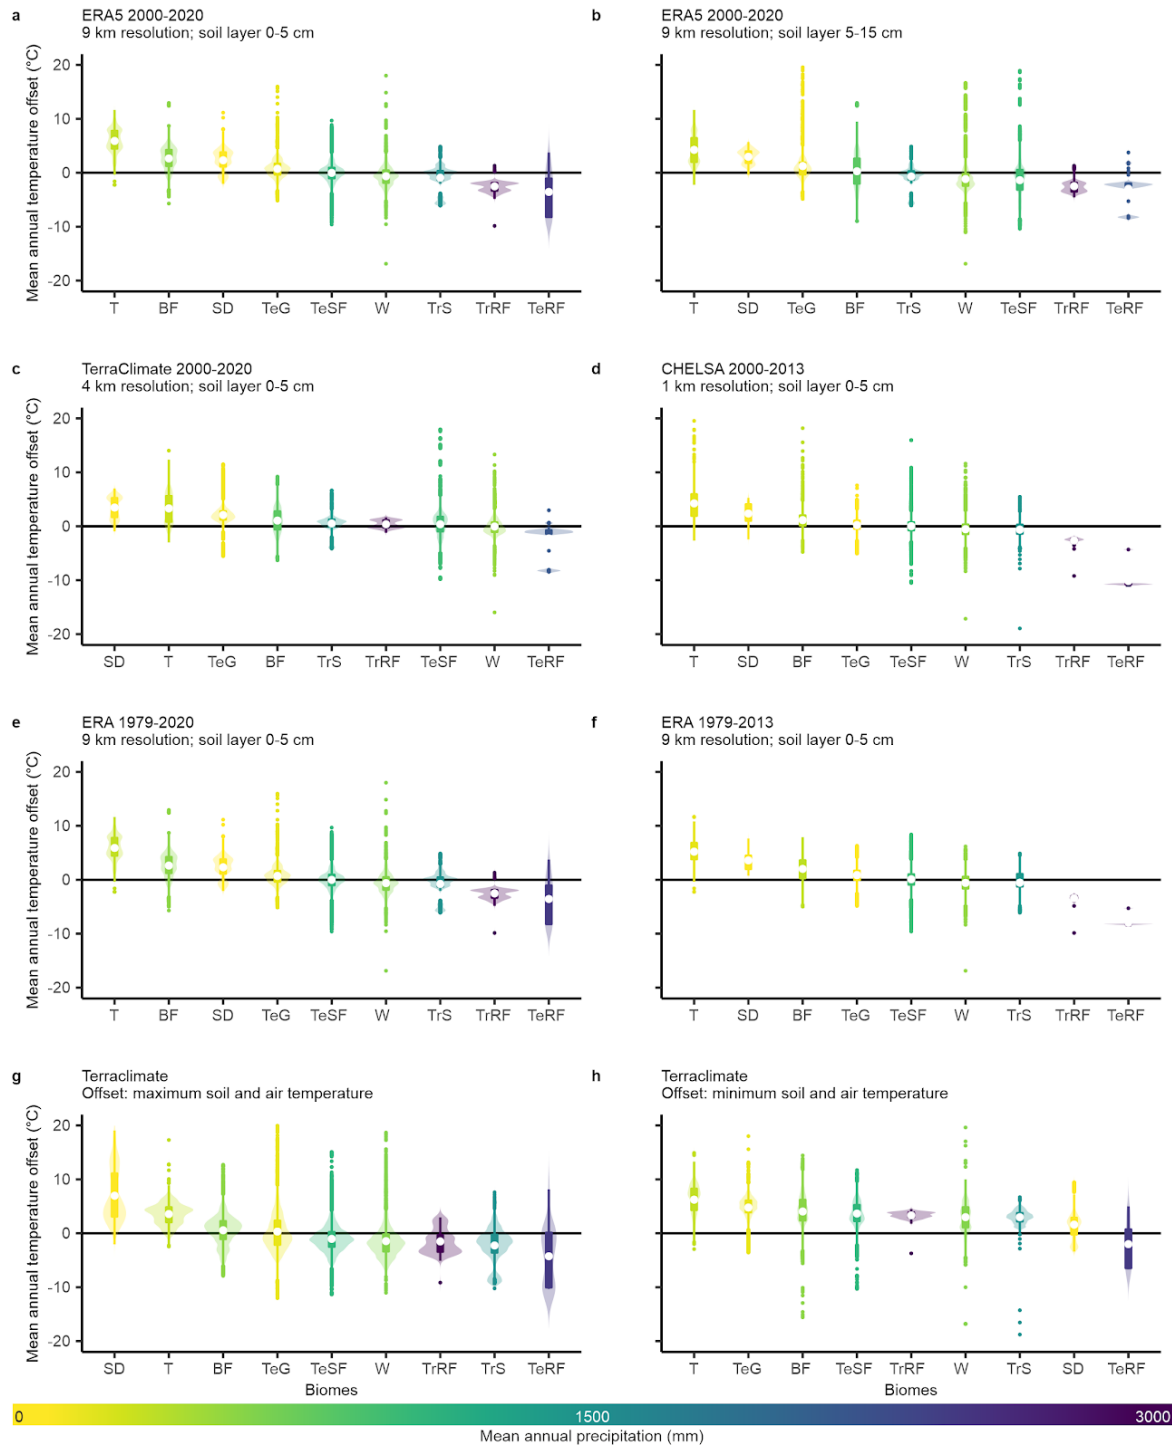 a
ERA5 2000-2020
9 km resolution; soil layer 0-5 cm
Mean annual temperature offset (°C)
20
10
0
-10
-20
T BF SD TeG TeSF W TrS TrRF TeRF
b
ERA5 2000-2020
9 km resolution; soil layer 5-15 cm
T SD TeG BF TrS W TeSF TrRF TeRF
c
TerraClimate 2000-2020
4 km resolution; soil layer 0-5 cm
Mean annual temperature offset (°C)
20
10
0
-10
-20
SD T TeG BF TrS TrRF TeSF W TeRF
d
CHELSA 2000-2013
1 km resolution; soil layer 0-5 cm
T SD BF TeG TeSF W TrS TrRF TeRF
e
ERA 1979-2020
9 km resolution; soil layer 0-5 cm
Mean annual temperature offset (°C)
20
10
0
-10
-20
T BF SD TeG TeSF W TrS TrRF TeRF
f
ERA 1979-2013
9 km resolution; soil layer 0-5 cm
T SD BF TeG TeSF W TrS TrRF TeRF
g
Terraclimate
Offset: maximum soil and air temperature
Mean annual temperature offset (°C)
20
10
0
-10
-20
SD T BF TeG TeSF W TrRF TrS TeRF
Biomes
h
Terraclimate
Offset: minimum soil and air temperature
T TeG BF TeSF TrRF W TrS SD TeRF
Biomes
0 1500 3000
Mean annual precipitation (mm)